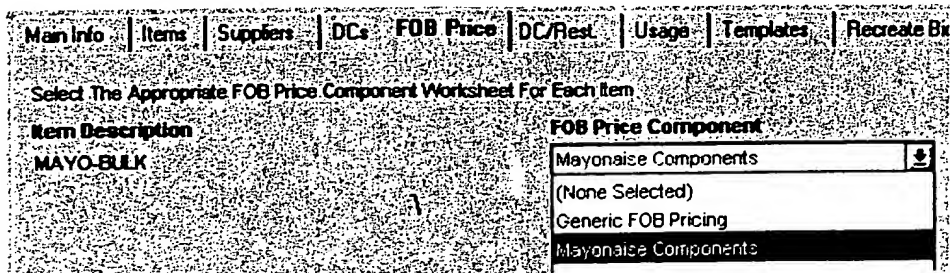 Main Info Items Suppliers DCs FOB Price DC/Rest. Usage Templates Recreate
Select The Appropriate FOB Price Component Worksheet For Each Item
Item Description FOB Price Component
MAYO-BULK Mayonaise Components
(None Selected)
Generic FOB Pricing
Mayonaise Components